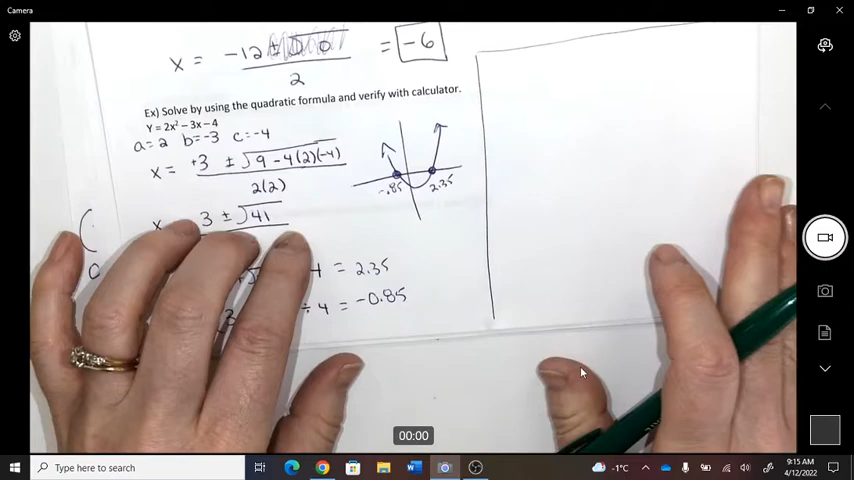 Camera
x = -12 ± = -6
2
Ex) Solve by using the quadratic formula and verify with calculator.
Y = 2x² – 3x – 4
a = 2 b = -3 c = -4
x = +3 ± √9 - 4(2)(-4)
2(2)
-.85 2.35
x 3 ± √41
4 = 2.35
(3 ÷ 4 = -0.85
00:00
Type here to search
-1°C
9:15 AM
4/12/2022